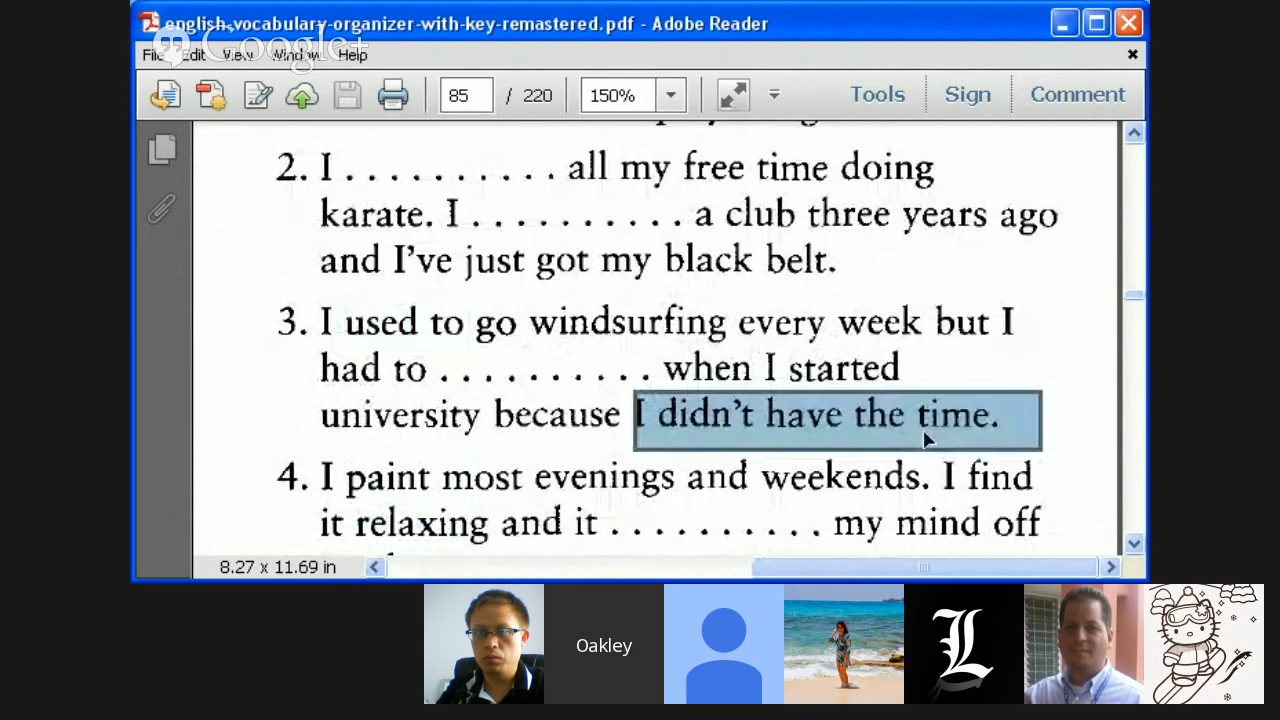 english-vocabulary-organizer-with-key-remastered.pdf - Adobe Reader
Google+
File Edit View Window Help
85 / 220 150% Tools Sign Comment
2. I . . . . . . . . . . all my free time doing
karate. I . . . . . . . . . . a club three years ago
and I've just got my black belt.
3. I used to go windsurfing every week but I
had to . . . . . . . . . . when I started
university because I didn't have the time.
4. I paint most evenings and weekends. I find
it relaxing and it . . . . . . . . . . my mind off
8.27 x 11.69 in
Oakley
L